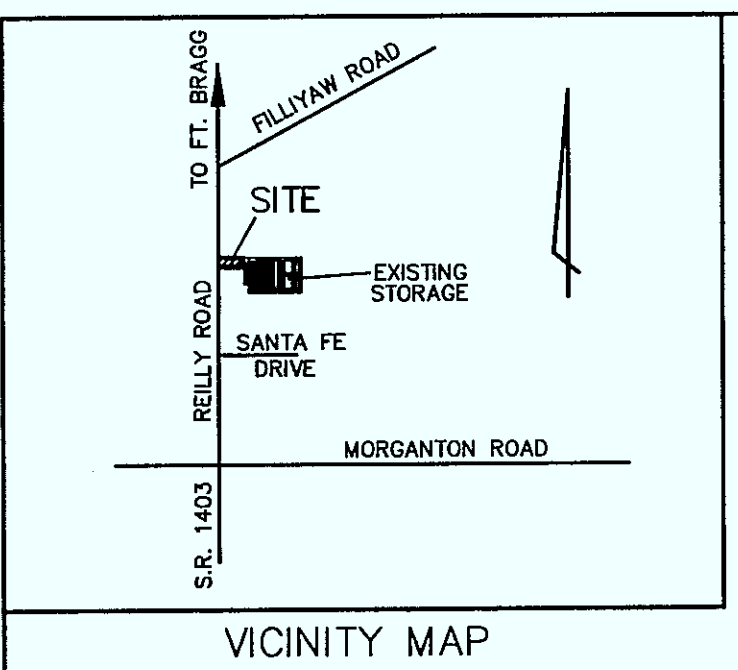 TO FT. BRAGG
FILLIYAW ROAD
SITE
EXISTING
STORAGE
REILLY ROAD
SANTA FE
DRIVE
MORGANTON ROAD
S.R. 1403
VICINITY MAP